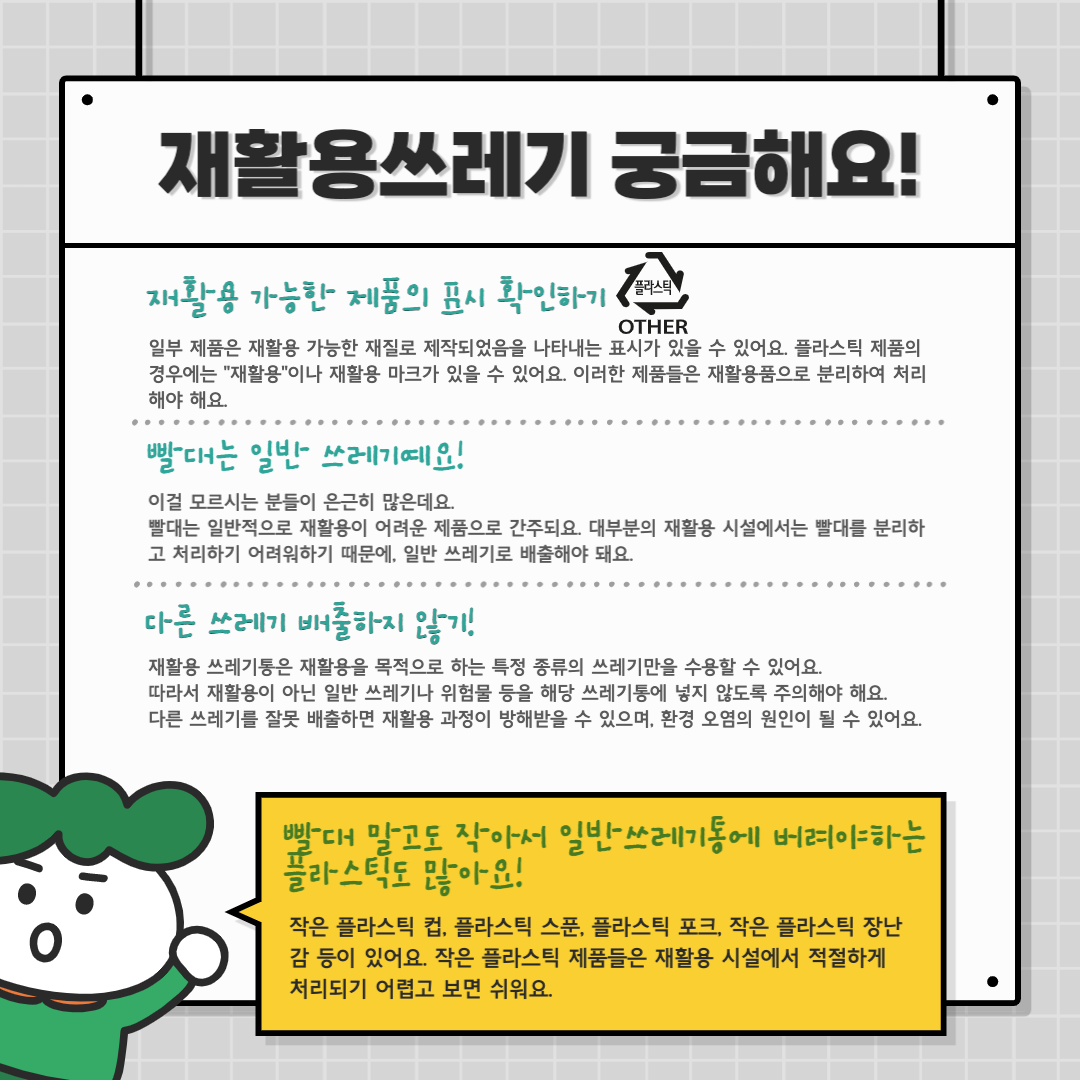 재활용쓰레기 궁금해요!
재활용 가능한 제품의 표시 확인하기
플라스틱
OTHER
일부 제품은 재활용 가능한 재질로 제작되었음을 나타내는 표시가 있을 수 있어요. 플라스틱 제품의
경우에는 "재활용"이나 재활용 마크가 있을 수 있어요. 이러한 제품들은 재활용품으로 분리하여 처리
해야 해요.
빨대는 일반 쓰레기예요!
이걸 모르시는 분들이 은근히 많은데요.
빨대는 일반적으로 재활용이 어려운 제품으로 간주되요. 대부분의 재활용 시설에서는 빨대를 분리하
고 처리하기 어려워하기 때문에, 일반 쓰레기로 배출해야 돼요.
다른 쓰레기 배출하지 않기!
재활용 쓰레기통은 재활용을 목적으로 하는 특정 종류의 쓰레기만을 수용할 수 있어요.
따라서 재활용이 아닌 일반 쓰레기나 위험물 등을 해당 쓰레기통에 넣지 않도록 주의해야 해요.
다른 쓰레기를 잘못 배출하면 재활용 과정이 방해받을 수 있으며, 환경 오염의 원인이 될 수 있어요.
빨대 말고도 작아서 일반쓰레기통에 버려야하는
플라스틱도 많아요!
작은 플라스틱 컵, 플라스틱 스푼, 플라스틱 포크, 작은 플라스틱 장난
감 등이 있어요. 작은 플라스틱 제품들은 재활용 시설에서 적절하게
처리되기 어렵고 보면 쉬워요.